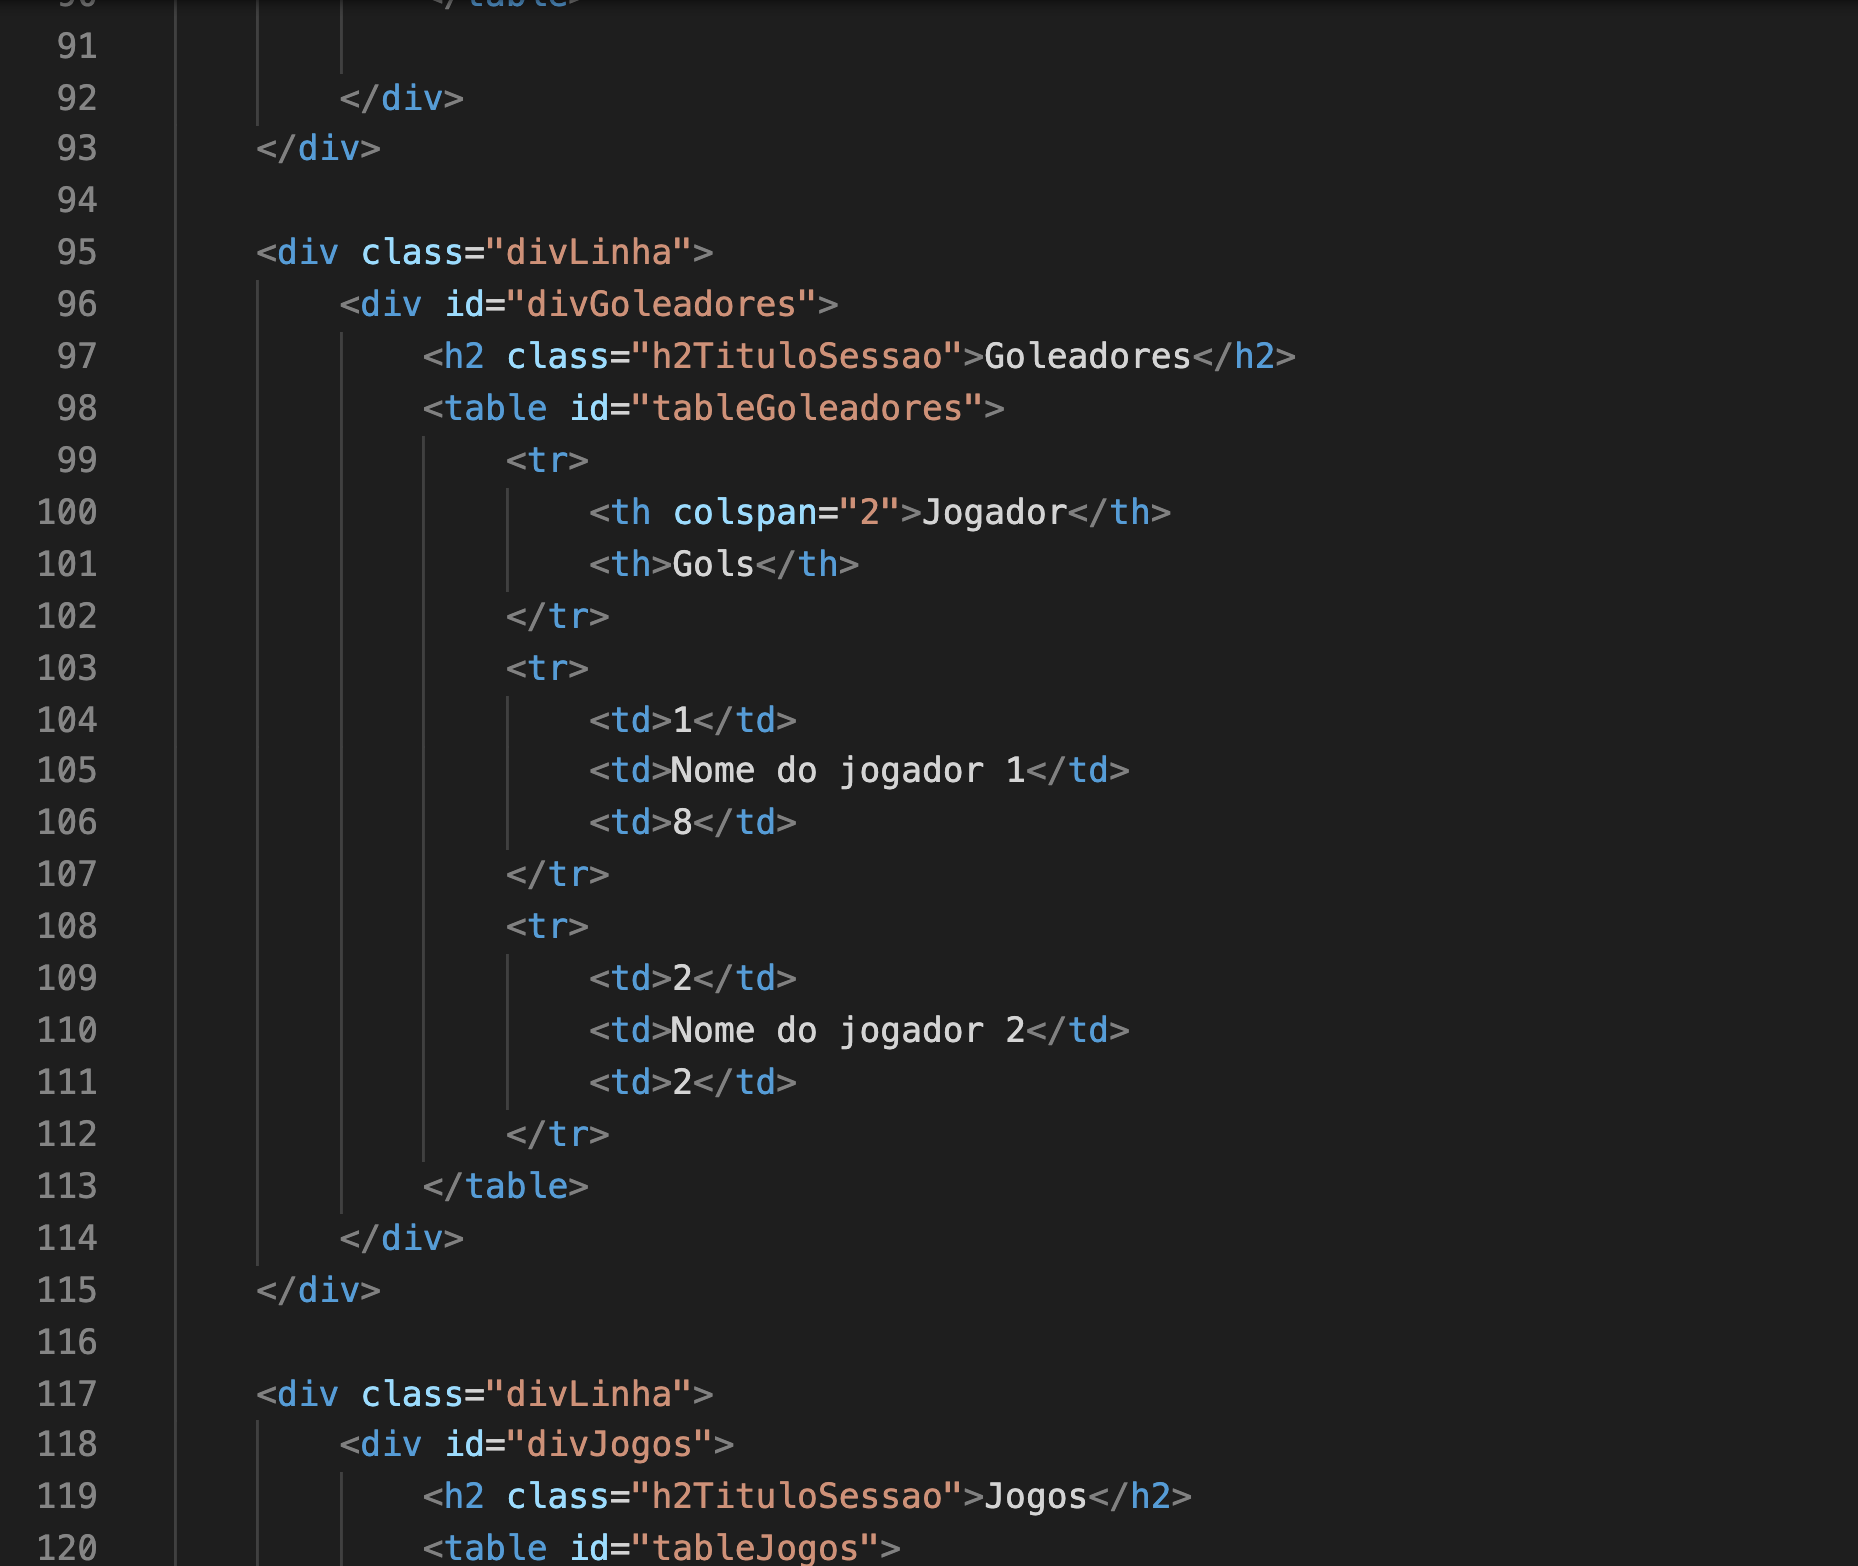 90 </table>
91
92 </div>
93 </div>
94
95 <div class="divLinha">
96 <div id="divGoleadores">
97 <h2 class="h2TituloSessao">Goleadores</h2>
98 <table id="tableGoleadores">
99 <tr>
100 <th colspan="2">Jogador</th>
101 <th>Gols</th>
102 </tr>
103 <tr>
104 <td>1</td>
105 <td>Nome do jogador 1</td>
106 <td>8</td>
107 </tr>
108 <tr>
109 <td>2</td>
110 <td>Nome do jogador 2</td>
111 <td>2</td>
112 </tr>
113 </table>
114 </div>
115 </div>
116
117 <div class="divLinha">
118 <div id="divJogos">
119 <h2 class="h2TituloSessao">Jogos</h2>
120 <table id="tableJogos">